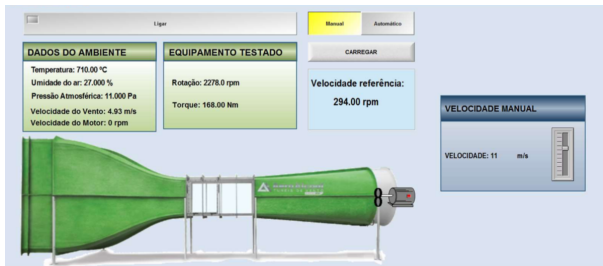 Ligar
Manual
Automático
DADOS DO AMBIENTE
Temperatura: 710.00 ºC
Umidade do ar: 27.000 %
Pressão Atmosférica: 11.000 Pa
Velocidade do Vento: 4.93 m/s
Velocidade do Motor: 0 rpm
EQUIPAMENTO TESTADO
Rotação: 2278.0 rpm
Torque: 168.00 Nm
CARREGAR
Velocidade referência:
294.00 rpm
VELOCIDADE MANUAL
VELOCIDADE: 11 m/s
8